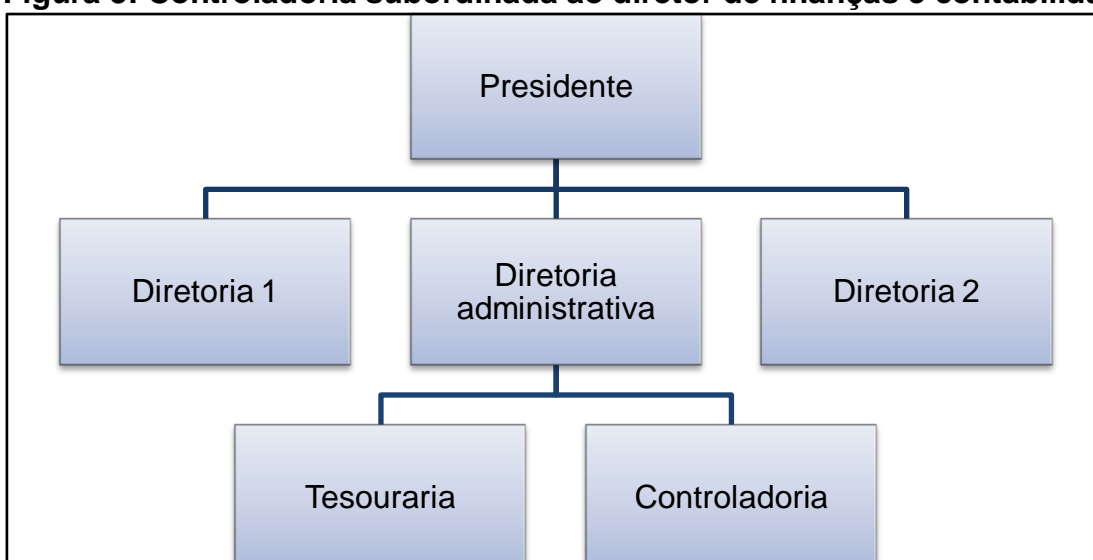 Controladoria subordinada ao diretor de finanças e
Presidente
Diretoria 1
Diretoria
administrativa
Diretoria 2
Tesouraria
Controladoria